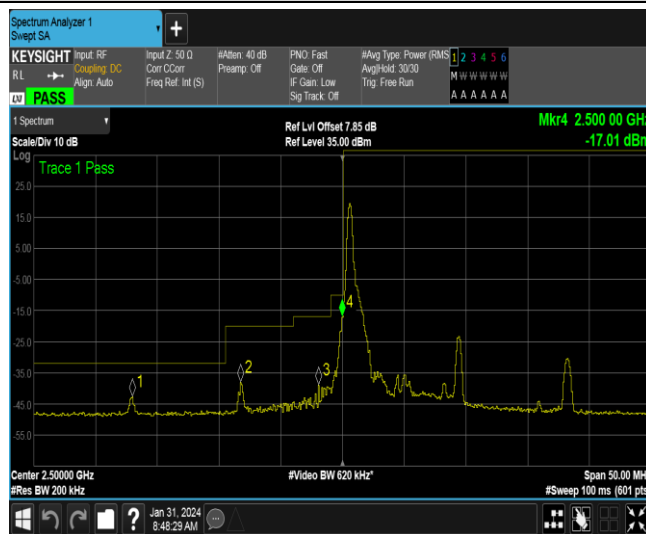 Spectrum Analyzer 1
Swept SA
+
KEYSIGHT Input: RF Input Z: 50 Ω #Atten: 40 dB PNO: Fast #Avg Type: Power (RMS 1 2 3 4 5 6
RL Coupling: DC Corr CCorr Preamp: Off Gate: Off Avg|Hold: 30/30 M W W W W W
Align: Auto Freq Ref: Int (S) IF Gain: Low Trig: Free Run
LXI PASS Sig Track: Off A A A A A A
1 Spectrum Ref Lvl Offset 7.85 dB Mkr4 2.500 00 GHz
Scale/Div 10 dB Ref Level 35.00 dBm -17.01 dBm
Log
Trace 1 Pass
25.0
15.0
5.00
-5.00
-15.0
4
-25.0
-35.0
1 2 3
-45.0
-55.0
Center 2.50000 GHz #Video BW 620 kHz* Span 50.00 MH
#Res BW 200 kHz #Sweep 100 ms (601 pts
? Jan 31, 2024
8:48:29 AM